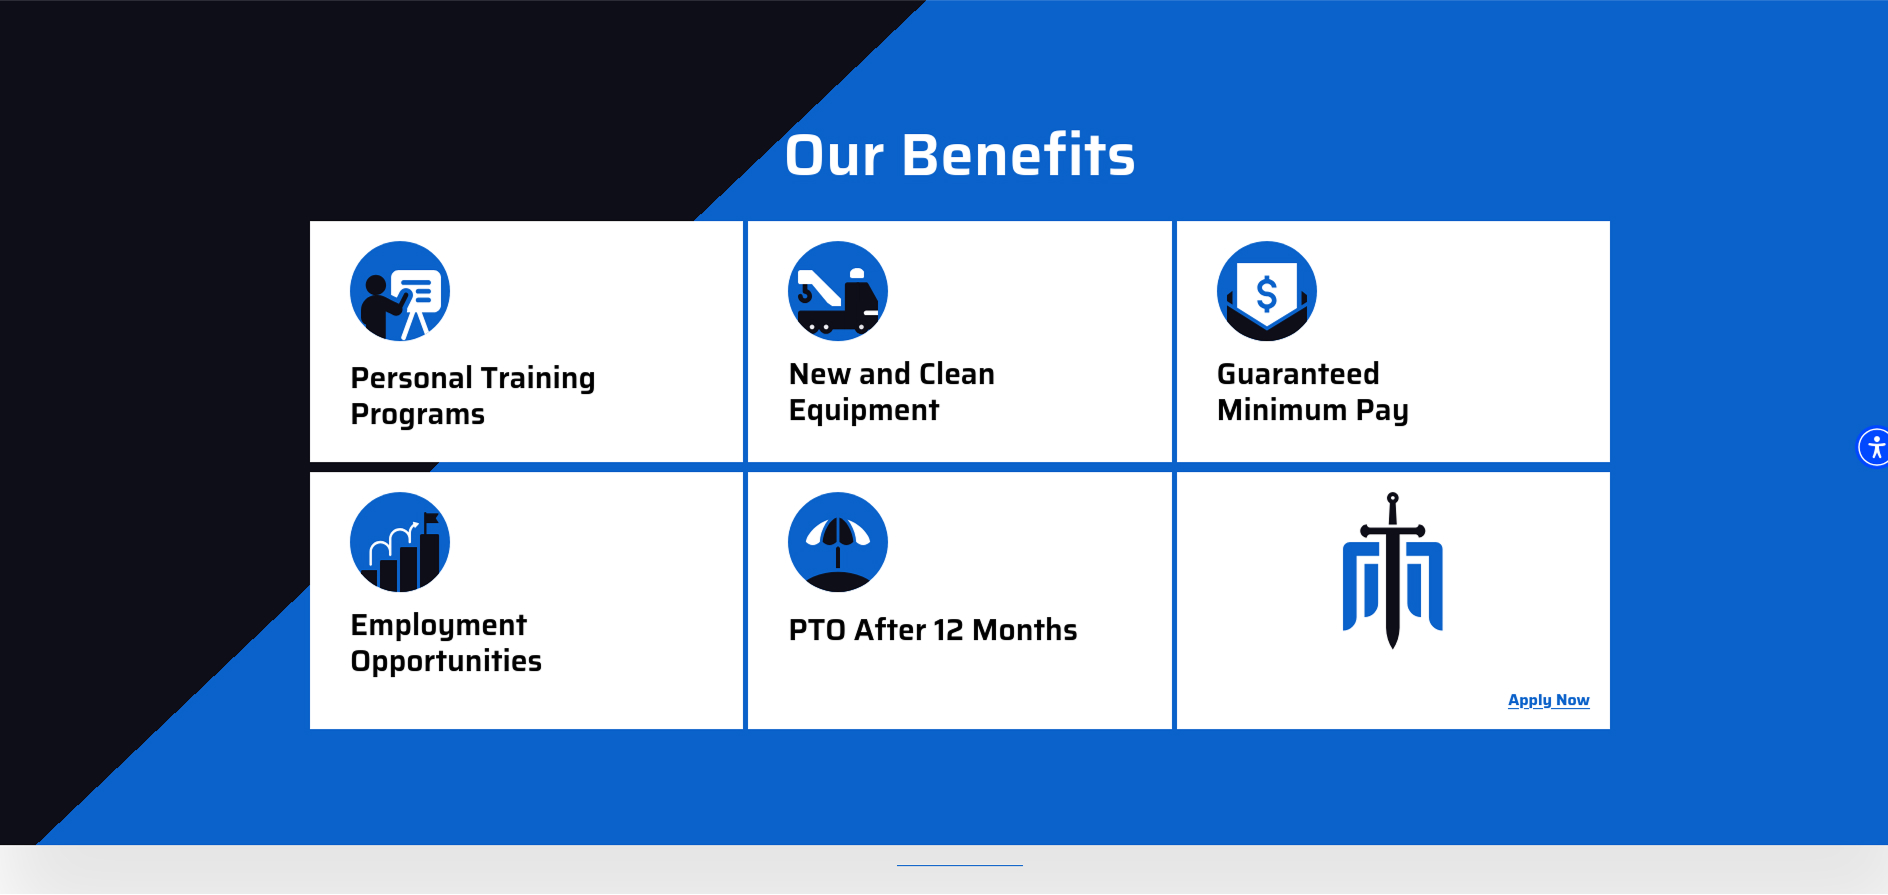 Our Benefits
Personal Training
Programs
New and Clean
Equipment
$
Guaranteed
Minimum Pay
Employment
Opportunities
PTO After 12 Months
Apply Now